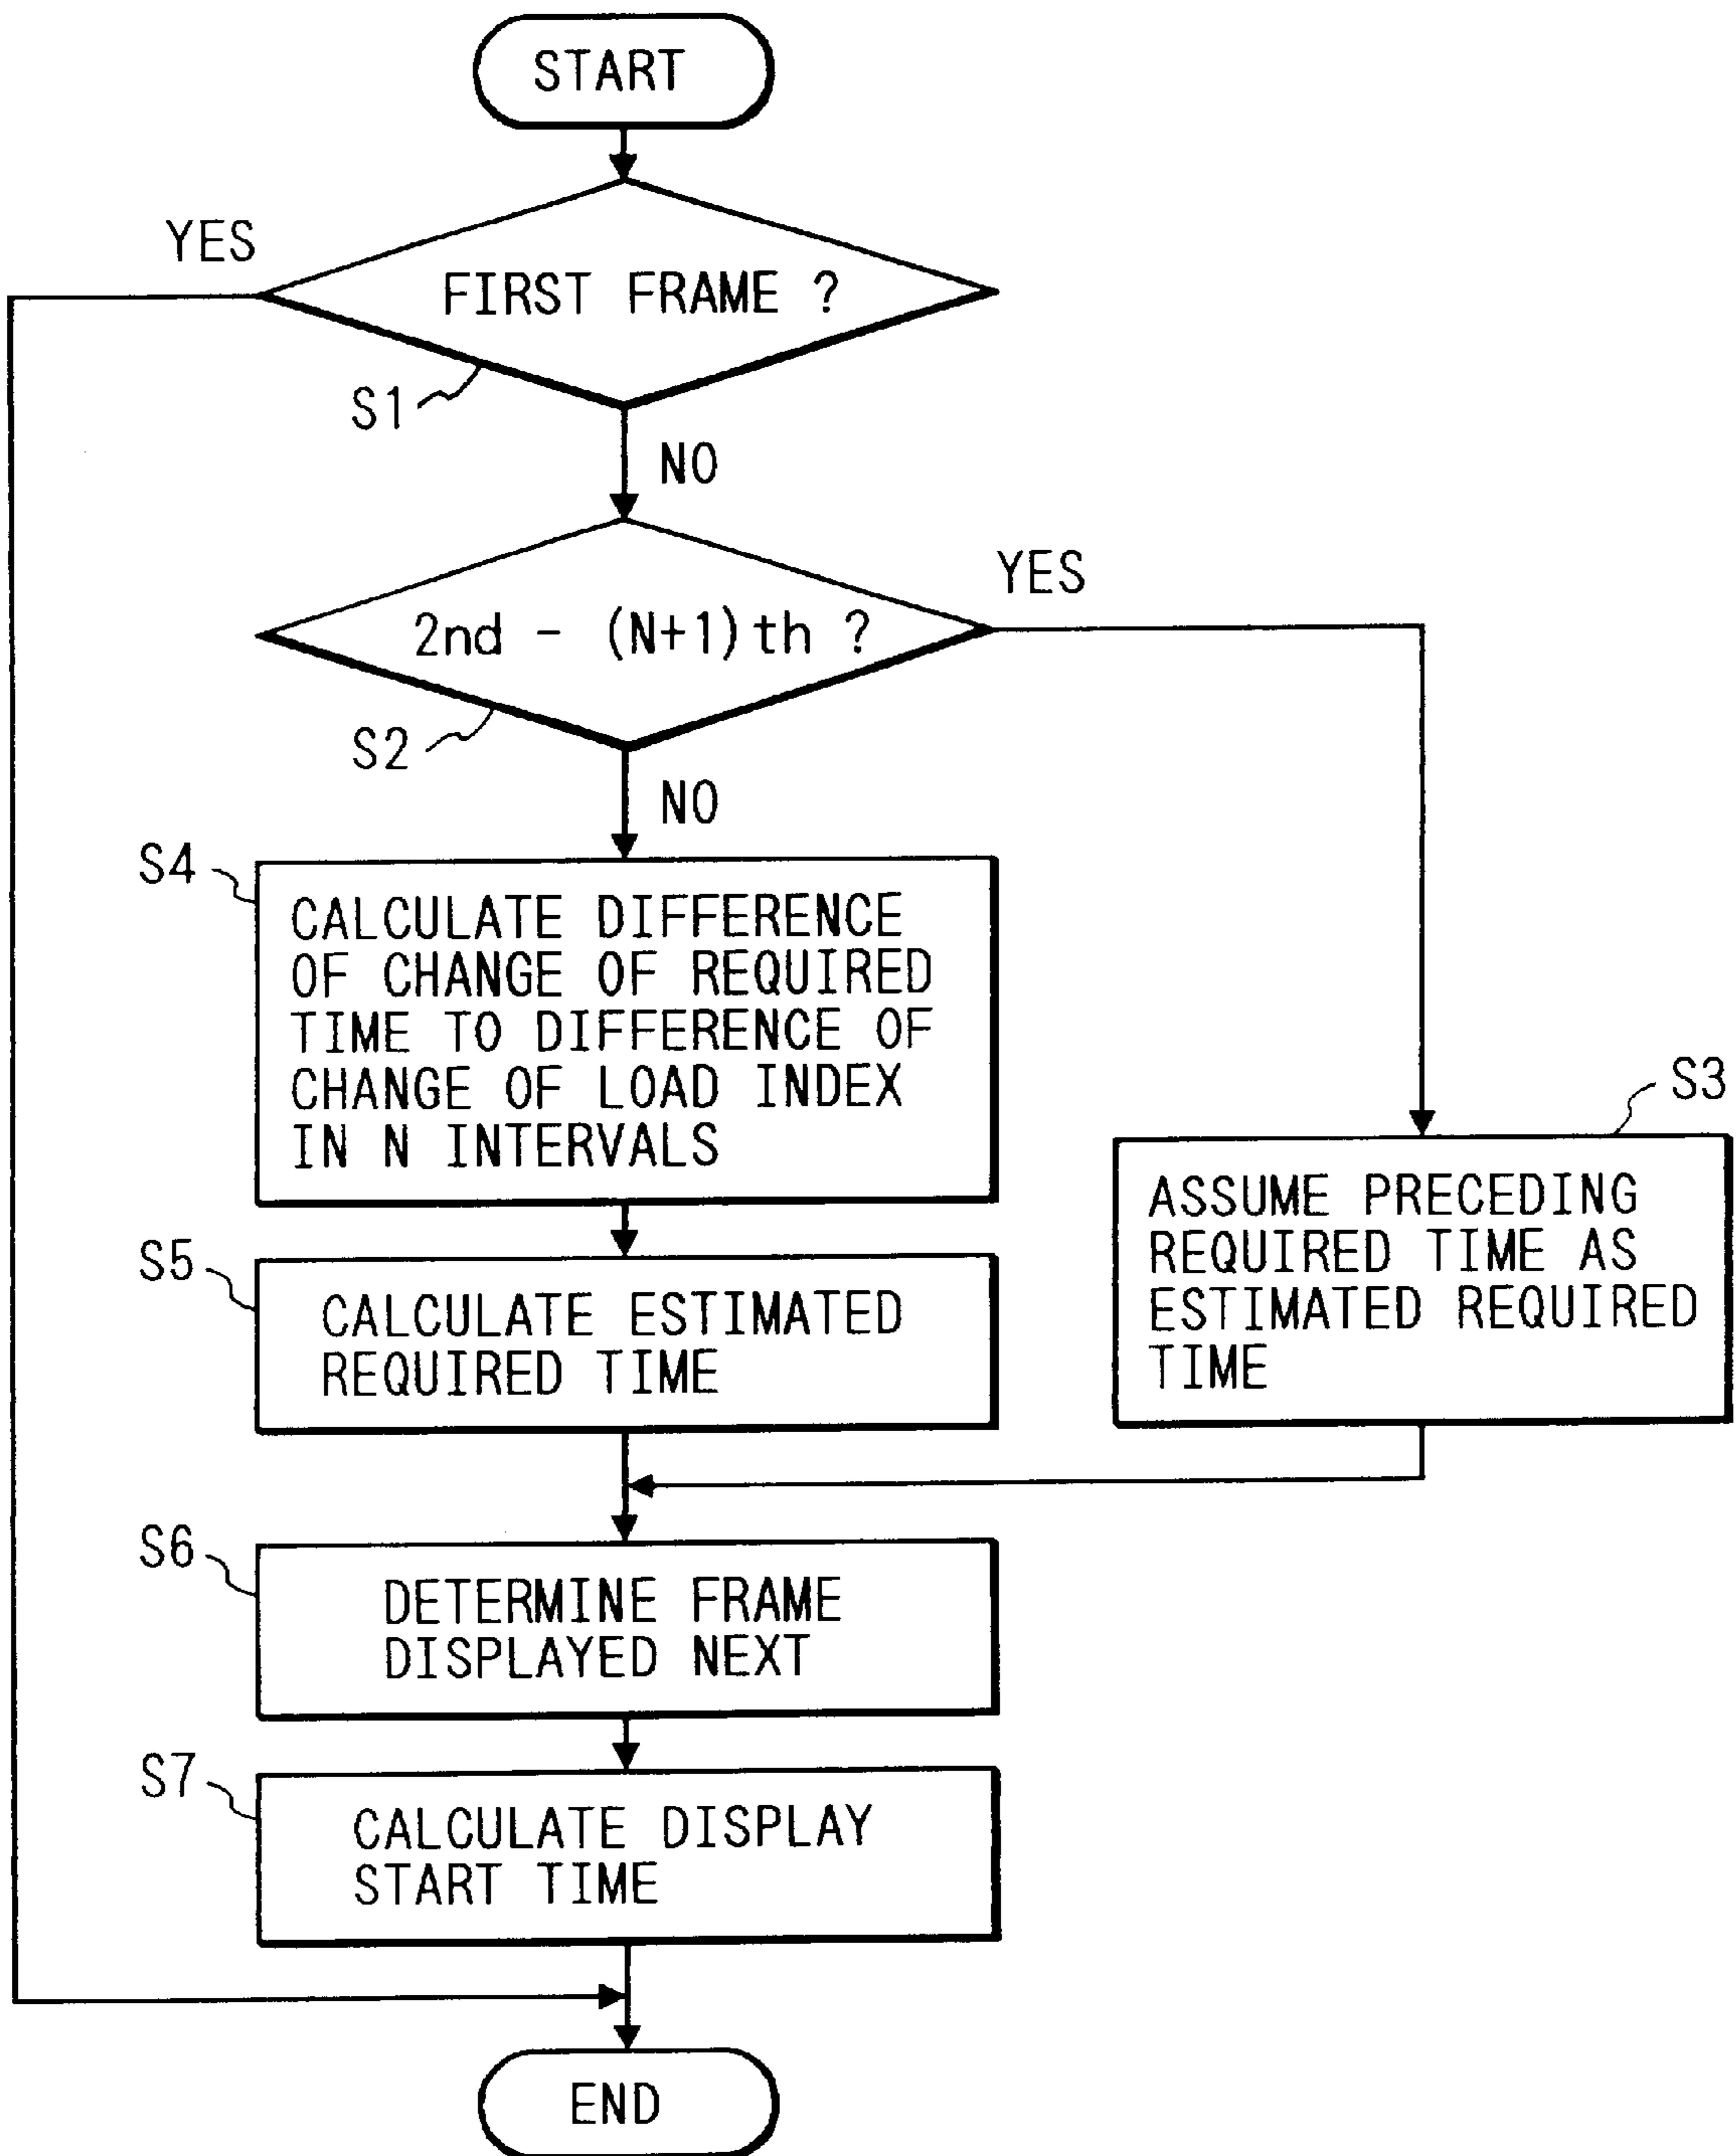 START
YES
FIRST FRAME ?
S1
NO
YES
2nd - (N+1)th ?
S2
NO
S4
CALCULATE DIFFERENCE
OF CHANGE OF REQUIRED
TIME TO DIFFERENCE OF
CHANGE OF LOAD INDEX
IN N INTERVALS
S3
ASSUME PRECEDING
REQUIRED TIME AS
ESTIMATED REQUIRED
TIME
S5
CALCULATE ESTIMATED
REQUIRED TIME
S6
DETERMINE FRAME
DISPLAYED NEXT
S7
CALCULATE DISPLAY
START TIME
END